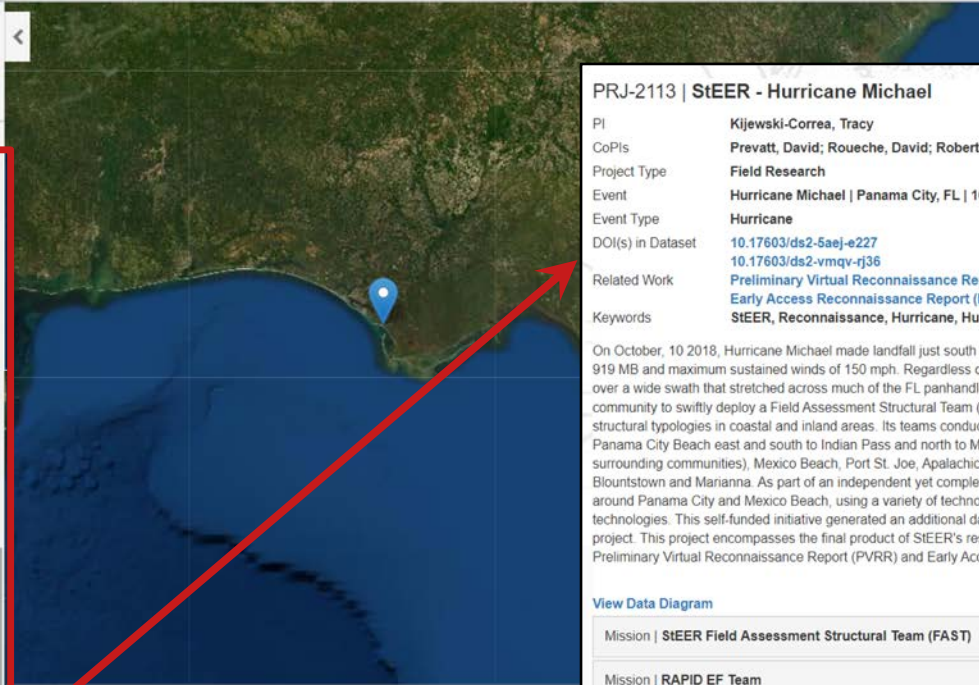 PRJ-2113 | StEER - Hurricane Michael
PI Kijewski-Correa, Tracy
CoPIs Prevatt, David; Roueche, David; Robert
Project Type Field Research
Event Hurricane Michael | Panama City, FL |
Event Type Hurricane
DOI(s) in Dataset 10.17603/ds2-5aej-e227
10.17603/ds2-vmqv-rj36
Related Work Preliminary Virtual Reconnaissance Re
Early Access Reconnaissance Report (
Keywords StEER, Reconnaissance, Hurricane, Hu
On October, 10 2018, Hurricane Michael made landfall just south
919 MB and maximum sustained winds of 150 mph. Regardless
over a wide swath that stretched across much of the FL panhandl
community to swiftly deploy a Field Assessment Structural Team (
structural typologies in coastal and inland areas. Its teams conduc
Panama City Beach east and south to Indian Pass and north to M
surrounding communities), Mexico Beach, Port St. Joe, Apalachic
Blountstown and Marianna. As part of an independent yet comple
around Panama City and Mexico Beach, using a variety of techno
technologies. This self-funded initiative generated an additional da
project. This project encompasses the final product of StEER's res
Preliminary Virtual Reconnaissance Report (PVRR) and Early Acc
View Data Diagram
Mission | StEER Field Assessment Structural Team (FAST)
Mission | RAPID EF Team